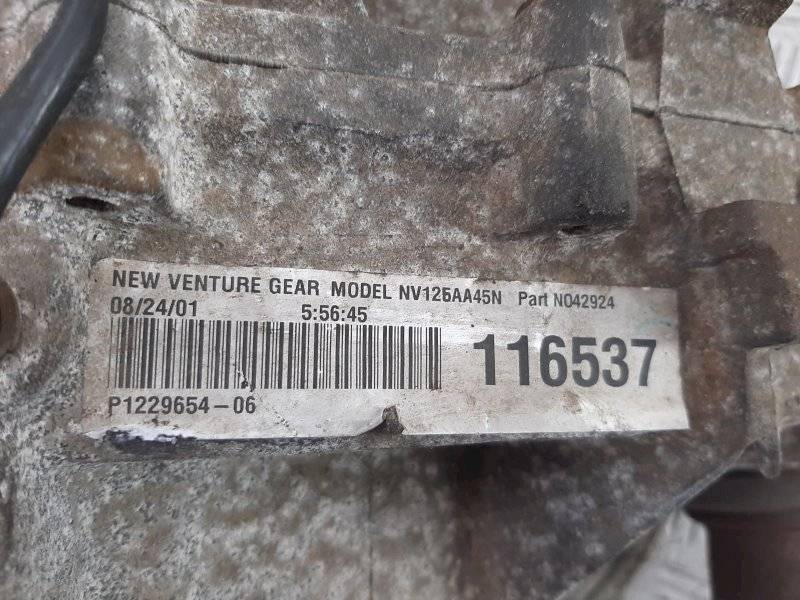 NEW VENTURE GEAR MODEL NV125AA45N Part N042924
08/24/01 5:56:45
116537
P1229654-06